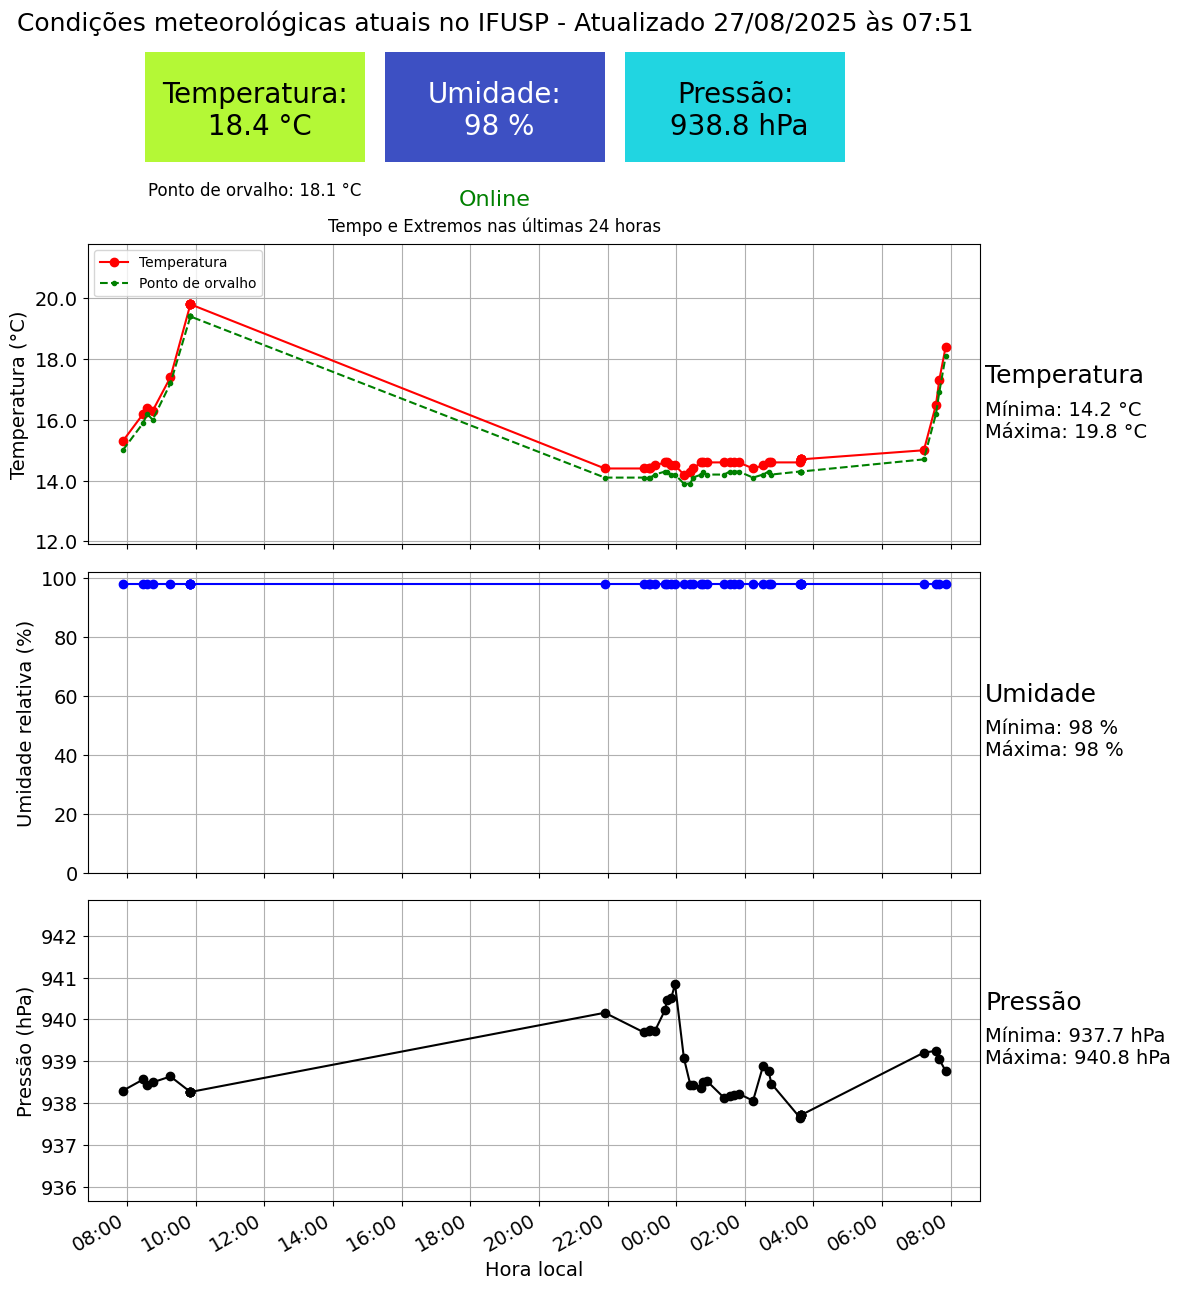 Condições meteorológicas atuais no IFUSP - Atualizado 27/08/2025 às 07:51
Temperatura:
18.4 °C
Umidade:
98 %
Pressão:
938.8 hPa
Ponto de orvalho: 18.1 °C
Online
Tempo e Extremos nas últimas 24 horas
Temperatura
Ponto de orvalho
Temperatura (°C)
20.0
18.0
16.0
14.0
12.0
Temperatura
Mínima: 14.2 °C
Máxima: 19.8 °C
Umidade relativa (%)
100
80
60
40
20
0
Umidade
Mínima: 98 %
Máxima: 98 %
Pressão (hPa)
942
941
940
939
938
937
936
Pressão
Mínima: 937.7 hPa
Máxima: 940.8 hPa
08:00 10:00 12:00 14:00 16:00 18:00 20:00 22:00 00:00 02:00 04:00 06:00 08:00
Hora local